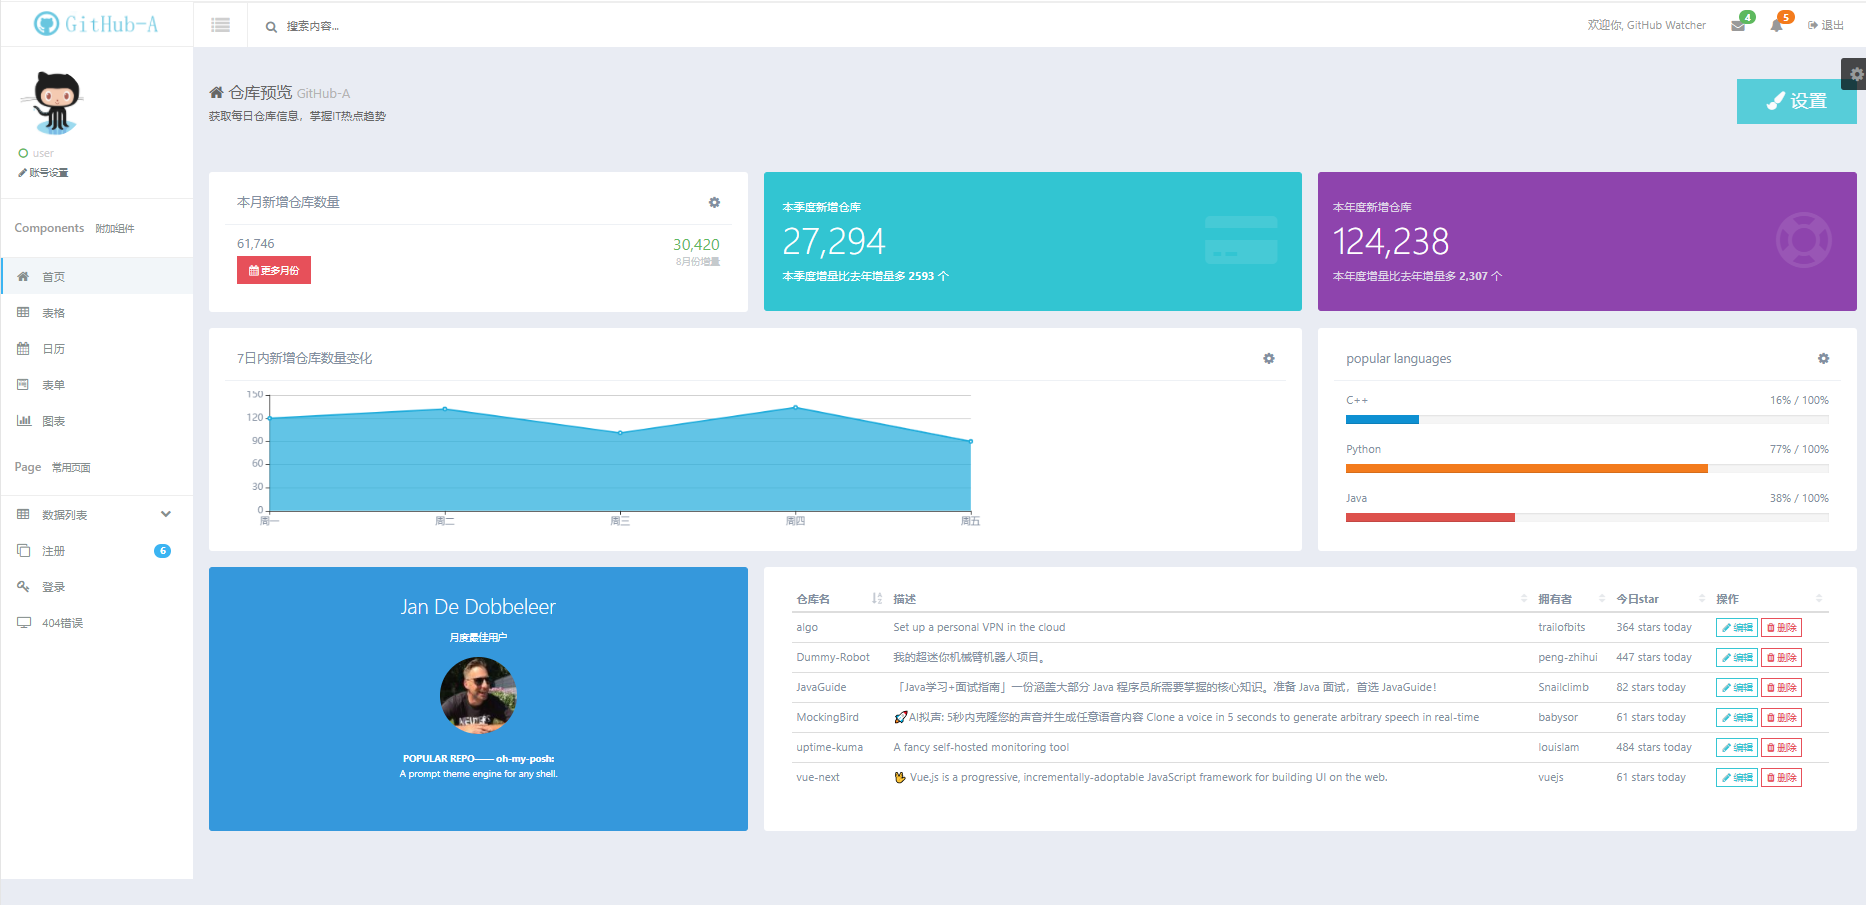 GitHub-A
搜索内容...
欢迎你, GitHub Watcher
4
5
退出
user
账号设置
Components 附加组件
首页
表格
日历
表单
图表
Page 常用页面
数据列表
注册 6
登录
404错误
仓库预览 GitHub-A
获取每日仓库信息，掌握IT热点趋势
设置
本月新增仓库数量
61,746
30,420
8月份增量
更多月份
本季度新增仓库
27,294
本季度增量比去年增量多 2593 个
本年度新增仓库
124,238
本年度增量比去年增量多 2,307 个
7日内新增仓库数量变化
150
120
90
60
30
0
周一 周二 周三 周四 周五
popular languages
C++ 16% / 100%
Python 77% / 100%
Java 38% / 100%
Jan De Dobbeleer
月度最佳用户
POPULAR REPO—— oh-my-posh:
A prompt theme engine for any shell.
仓库名 描述 拥有者 今日star 操作
algo Set up a personal VPN in the cloud trailofbits 364 stars today 编辑 删除
Dummy-Robot 我的超迷你机械臂机器人项目。 peng-zhihui 447 stars today 编辑 删除
JavaGuide 「Java学习+面试指南」一份涵盖大部分 Java 程序员所需要掌握的核心知识。准备 Java 面试，首选 JavaGuide！ Snailclimb 82 stars today 编辑 删除
MockingBird 🚀AI拟声: 5秒内克隆您的声音并生成任意语音内容 Clone a voice in 5 seconds to generate arbitrary speech in real-time babysor 61 stars today 编辑 删除
uptime-kuma A fancy self-hosted monitoring tool louislam 484 stars today 编辑 删除
vue-next 🖖 Vue.js is a progressive, incrementally-adoptable JavaScript framework for building UI on the web. vuejs 61 stars today 编辑 删除